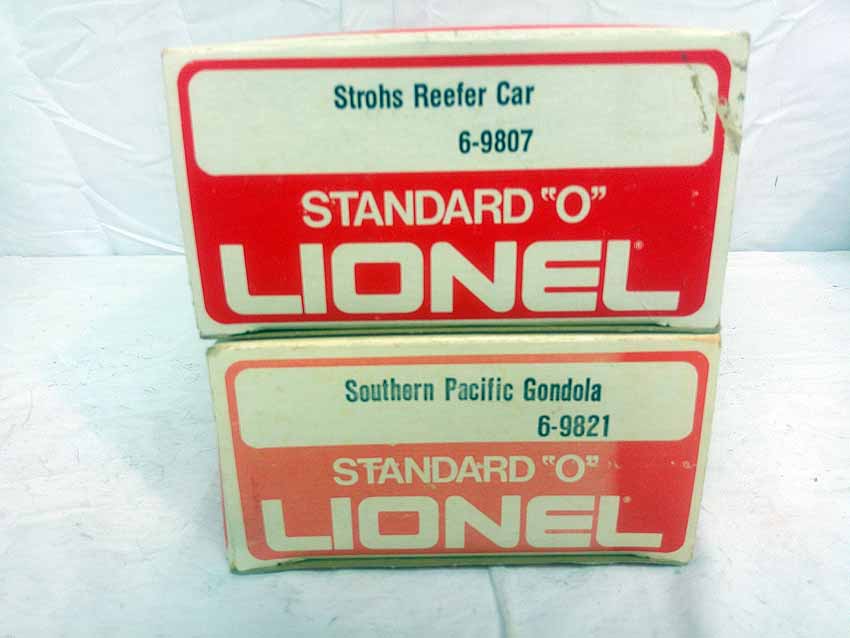 Strohs Reefer Car
6-9807
STANDARD "O"
LIONEL®
Southern Pacific Gondola
6-9821
STANDARD "O"
LIONEL®